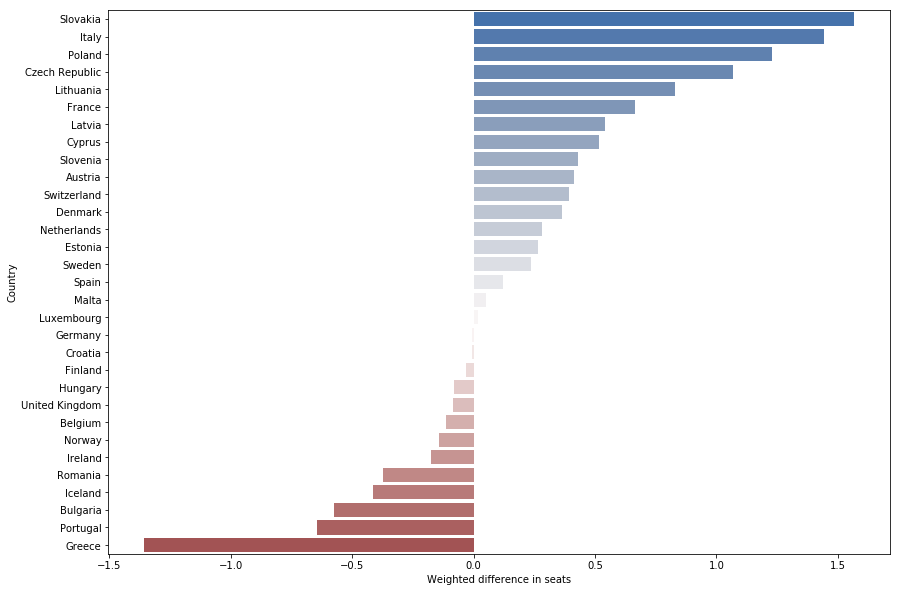 Slovakia
Italy
Poland
Czech Republic
Lithuania
France
Latvia
Cyprus
Slovenia
Austria
Switzerland
Denmark
Netherlands
Estonia
Sweden
Spain
Malta
Luxembourg
Germany
Croatia
Finland
Hungary
United Kingdom
Belgium
Norway
Ireland
Romania
Iceland
Bulgaria
Portugal
Greece
Country
−1.5 −1.0 −0.5 0.0 0.5 1.0 1.5
Weighted difference in seats